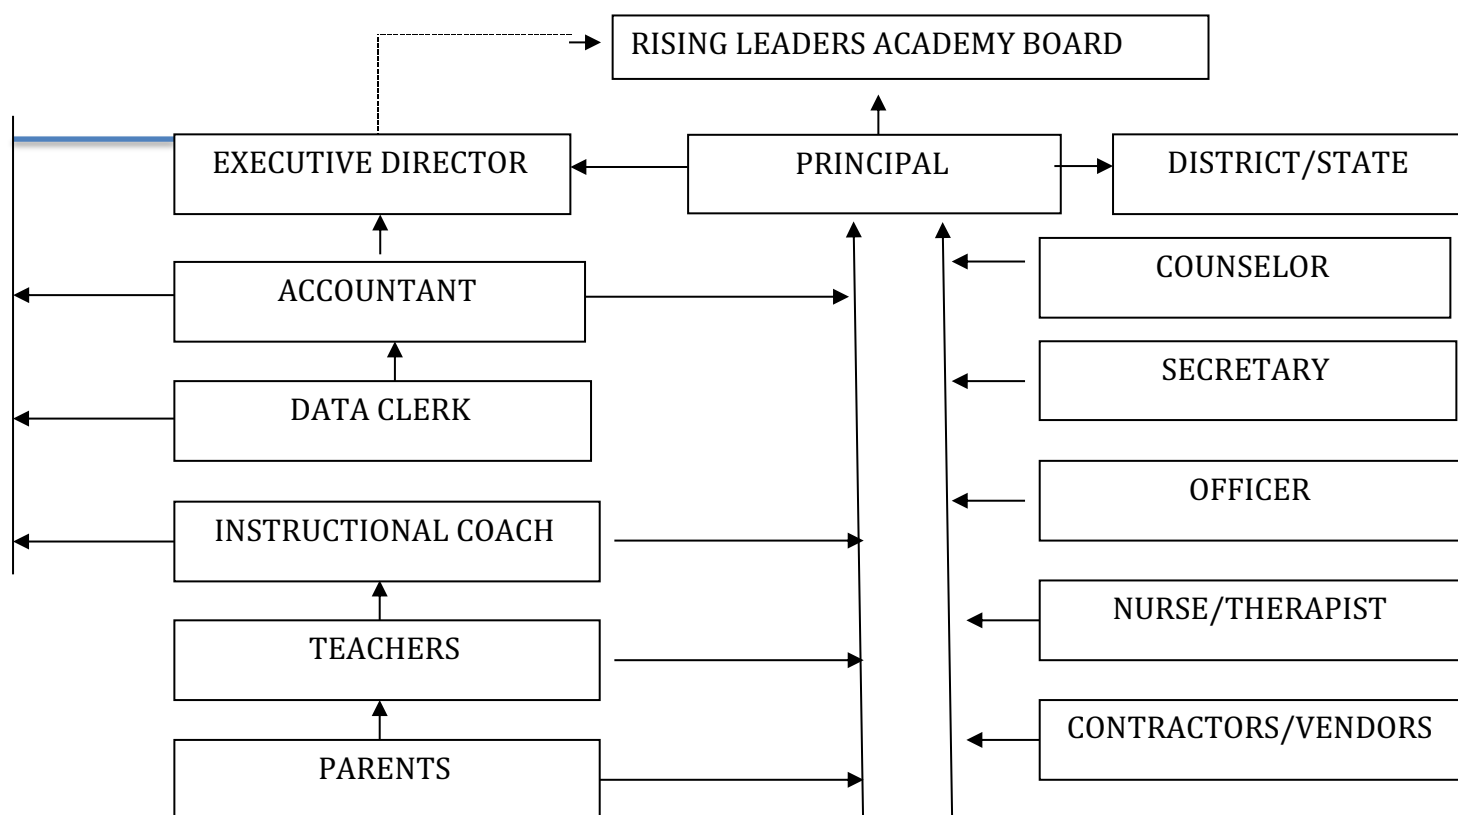 RISING LEADERS ACADEMY BOARD
EXECUTIVE DIRECTOR
PRINCIPAL
DISTRICT/STATE
COUNSELOR
ACCOUNTANT
SECRETARY
DATA CLERK
OFFICER
INSTRUCTIONAL COACH
NURSE/THERAPIST
TEACHERS
CONTRACTORS/VENDORS
PARENTS